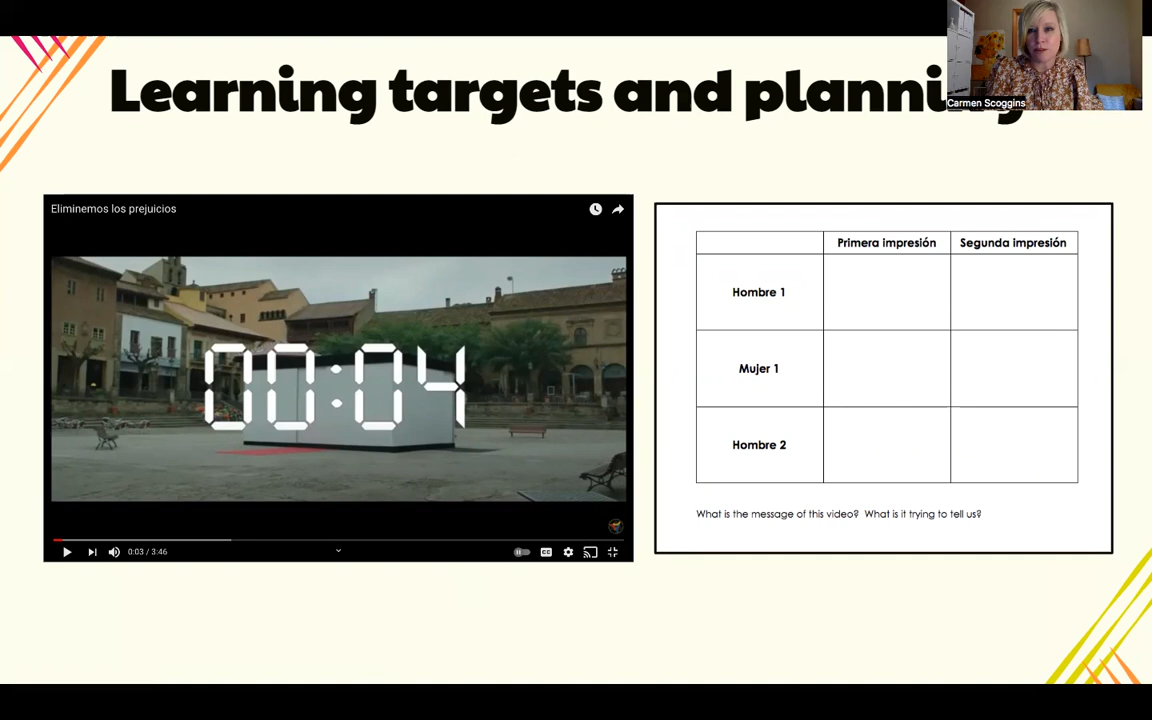 Learning targets and planning
Carmen Scoggins
Eliminemos los prejuicios
00:04
0:03 / 3:46
CC
Primera impresión
Segunda impresión
Hombre 1
Mujer 1
Hombre 2
What is the message of this video?  What is it trying to tell us?